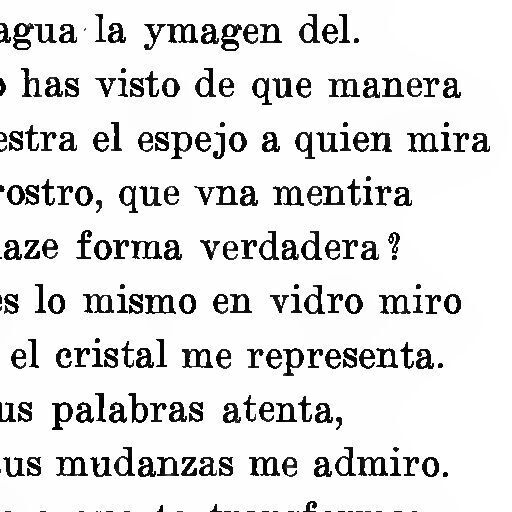 agua la ymagen del.
has visto de que manera
estra el espejo a quien mira
rostro, que vna mentira
aze forma verdadera?
es lo mismo en vidro miro
el cristal me representa.
us palabras atenta,
tus mudanzas me admiro.